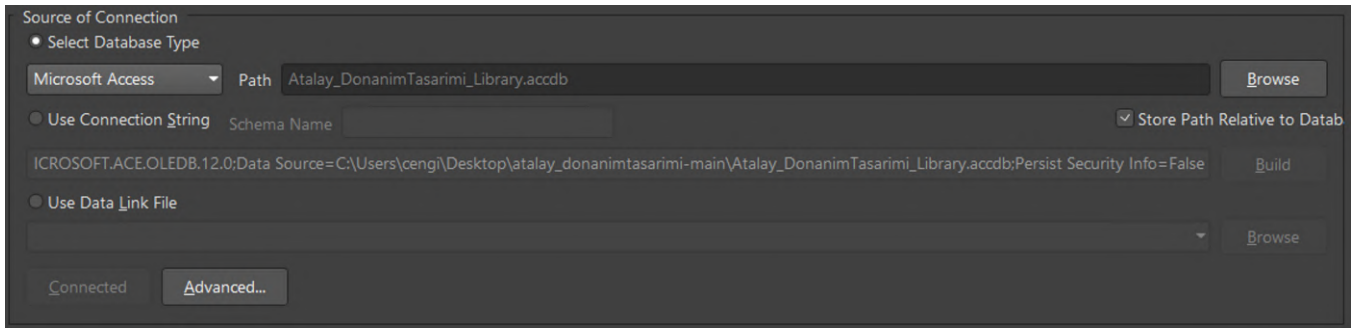 Source of Connection
Select Database Type
Microsoft Access Path Atalay_DonanimTasarimi_Library.accdb Browse
Use Connection String Schema Name Store Path Relative to Datab
ICROSOFT.ACE.OLEDB.12.0;Data Source=C:\Users\cengi\Desktop\atalay_donanimtasarimi-main\Atalay_DonanimTasarimi_Library.accdb;Persist Security Info=False Build
Use Data Link File
Browse
Connected Advanced...